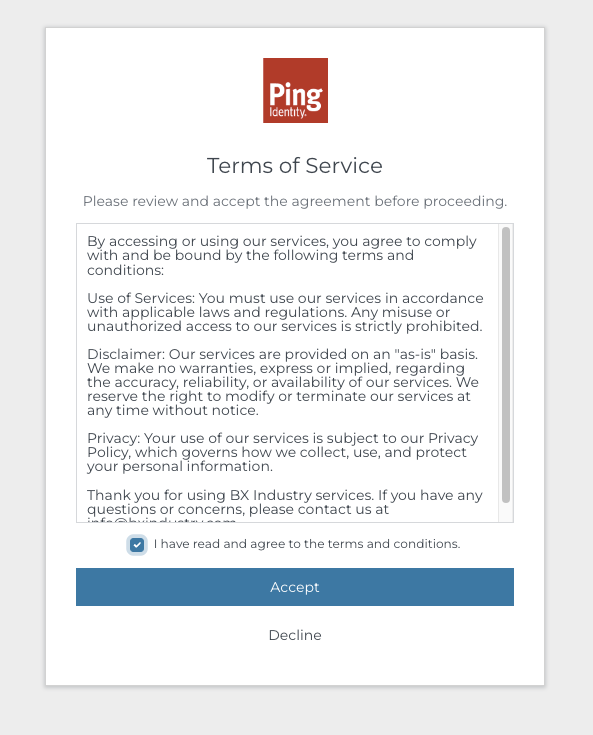 Ping
Identity.
Terms of Service
Please review and accept the agreement before proceeding.
By accessing or using our services, you agree to comply
with and be bound by the following terms and
conditions:
Use of Services: You must use our services in accordance
with applicable laws and regulations. Any misuse or
unauthorized access to our services is strictly prohibited.
Disclaimer: Our services are provided on an "as-is" basis.
We make no warranties, express or implied, regarding
the accuracy, reliability, or availability of our services. We
reserve the right to modify or terminate our services at
any time without notice.
Privacy: Your use of our services is subject to our Privacy
Policy, which governs how we collect, use, and protect
your personal information.
Thank you for using BX Industry services. If you have any
questions or concerns, please contact us at
info@bxindustry.com
I have read and agree to the terms and conditions.
Accept
Decline